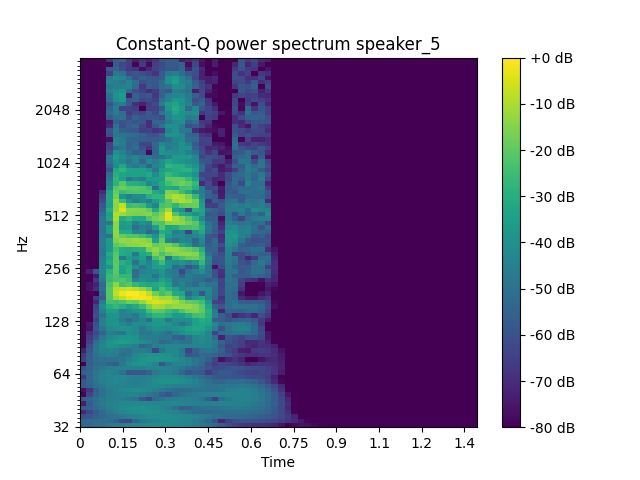 Constant-Q power spectrum speaker_5
Hz
2048
1024
512
256
128
64
32
0 0.15 0.3 0.45 0.6 0.75 0.9 1.1 1.2 1.4
Time
+0 dB
-10 dB
-20 dB
-30 dB
-40 dB
-50 dB
-60 dB
-70 dB
-80 dB